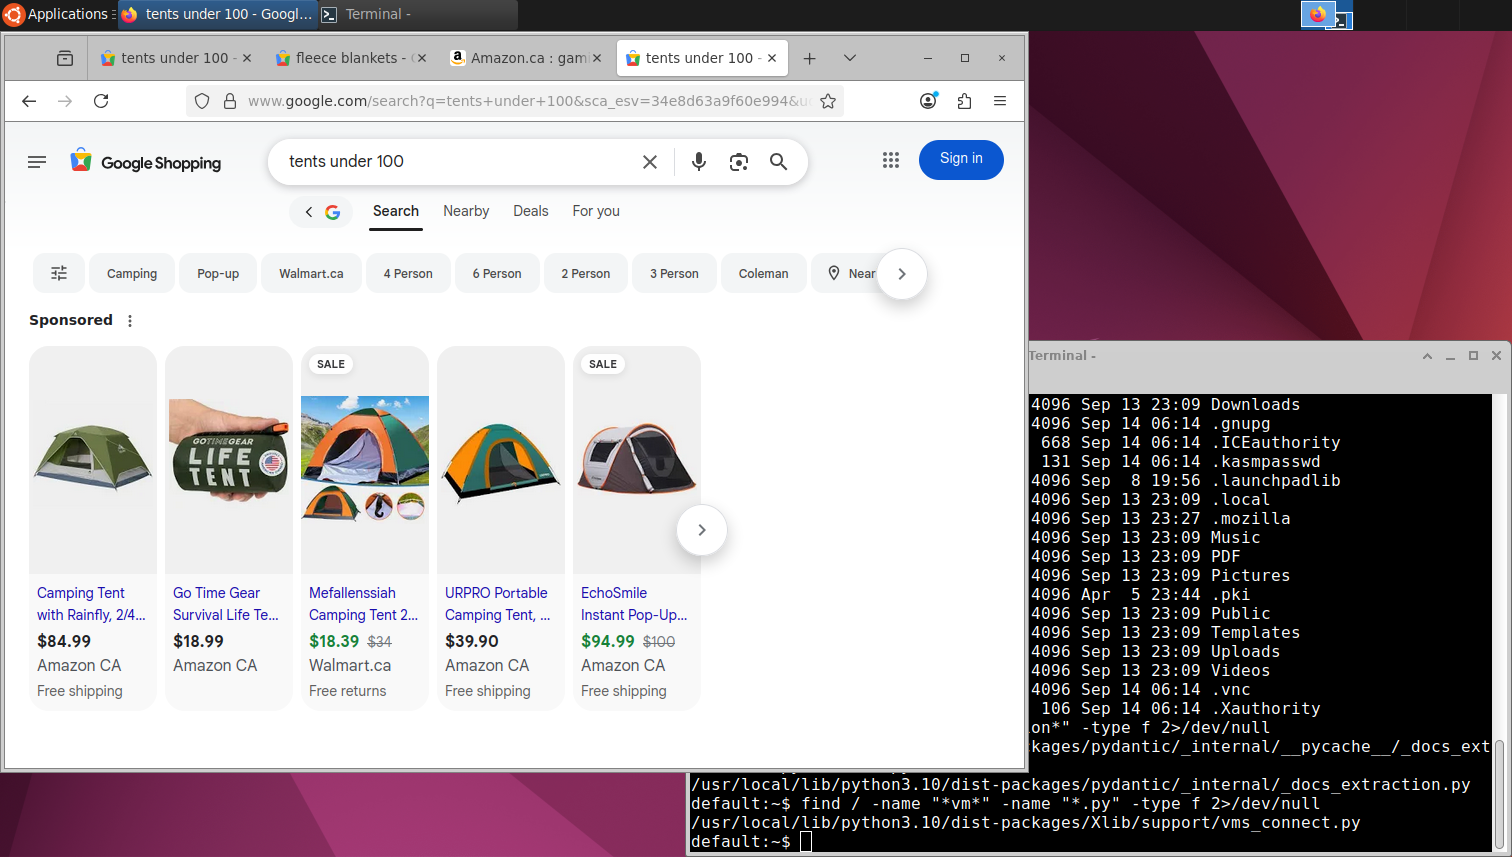 Applications
tents under 100 - Googl...
Terminal -
tents under 100 -
fleece blankets -
Amazon.ca : gam
tents under 100 -
www.google.com/search?q=tents+under+100&sca_esv=34e8d63a9f60e994&u
Google Shopping
tents under 100
Sign in
Search
Nearby
Deals
For you
Camping
Pop-up
Walmart.ca
4 Person
6 Person
2 Person
3 Person
Coleman
Near
Sponsored
SALE
SALE
GO TIME GEAR
LIFE
TENT
Camping Tent
with Rainfly, 2/4...
$84.99
Amazon CA
Free shipping
Go Time Gear
Survival Life Te...
$18.99
Amazon CA
Mefallenssiah
Camping Tent 2...
$18.39 $34
Walmart.ca
Free returns
URPRO Portable
Camping Tent, ...
$39.90
Amazon CA
Free shipping
EchoSmile
Instant Pop-Up...
$94.99 $100
Amazon CA
Free shipping
Terminal -
4096 Sep 13 23:09 Downloads
4096 Sep 14 06:14 .gnupg
668 Sep 14 06:14 .ICEauthority
131 Sep 14 06:14 .kasmpasswd
4096 Sep  8 19:56 .launchpadlib
4096 Sep 13 23:09 .local
4096 Sep 13 23:27 .mozilla
4096 Sep 13 23:09 Music
4096 Sep 13 23:09 PDF
4096 Sep 13 23:09 Pictures
4096 Apr  5 23:44 .pki
4096 Sep 13 23:09 Public
4096 Sep 13 23:09 Templates
4096 Sep 13 23:09 Uploads
4096 Sep 13 23:09 Videos
4096 Sep 14 06:14 .vnc
106 Sep 14 06:14 .Xauthority
on*" -type f 2>/dev/null
kages/pydantic/_internal/__pycache__/_docs_ext
/usr/local/lib/python3.10/dist-packages/pydantic/_internal/_docs_extraction.py
default:~$ find / -name "*vm*" -name "*.py" -type f 2>/dev/null
/usr/local/lib/python3.10/dist-packages/Xlib/support/vms_connect.py
default:~$